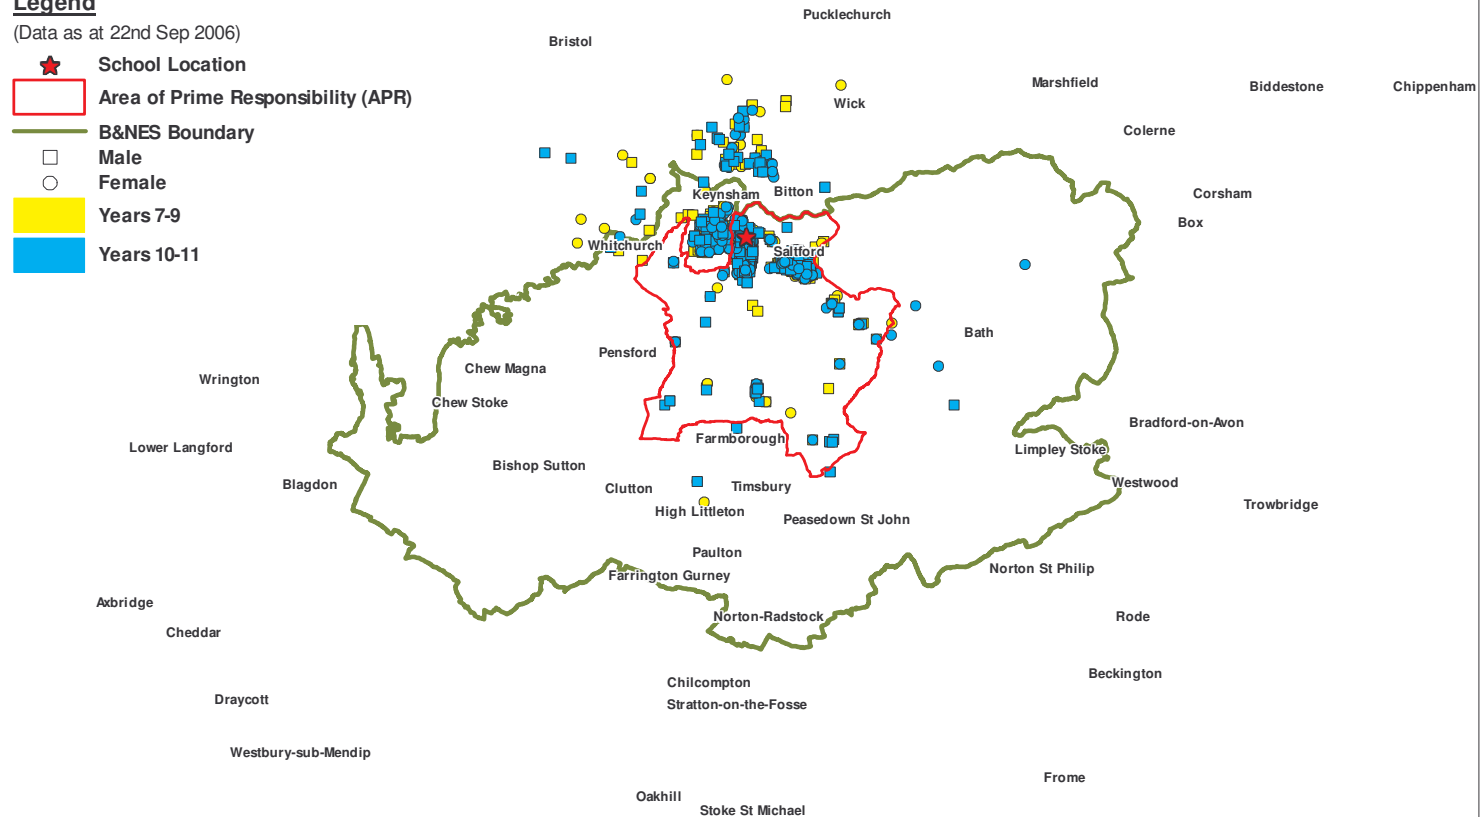 Legend
(Data as at 22nd Sep 2006)
School Location
Area of Prime Responsibility (APR)
B&NES Boundary
Male
Female
Years 7-9
Years 10-11
Pucklechurch
Bristol
Marshfield
Biddestone
Chippenham
Wick
Colerne
Keynsham
Bitton
Corsham
Box
Whitchurch
Saltford
Bath
Pensford
Chew Magna
Wrington
Chew Stoke
Bradford-on-Avon
Farmborough
Lower Langford
Limpley Stoke
Bishop Sutton
Blagdon
Clutton
Timsbury
Westwood
Trowbridge
High Littleton
Peasedown St John
Paulton
Farrington Gurney
Norton St Philip
Axbridge
Norton-Radstock
Rode
Cheddar
Beckington
Chilcompton
Draycott
Stratton-on-the-Fosse
Westbury-sub-Mendip
Frome
Oakhill
Stoke St Michael